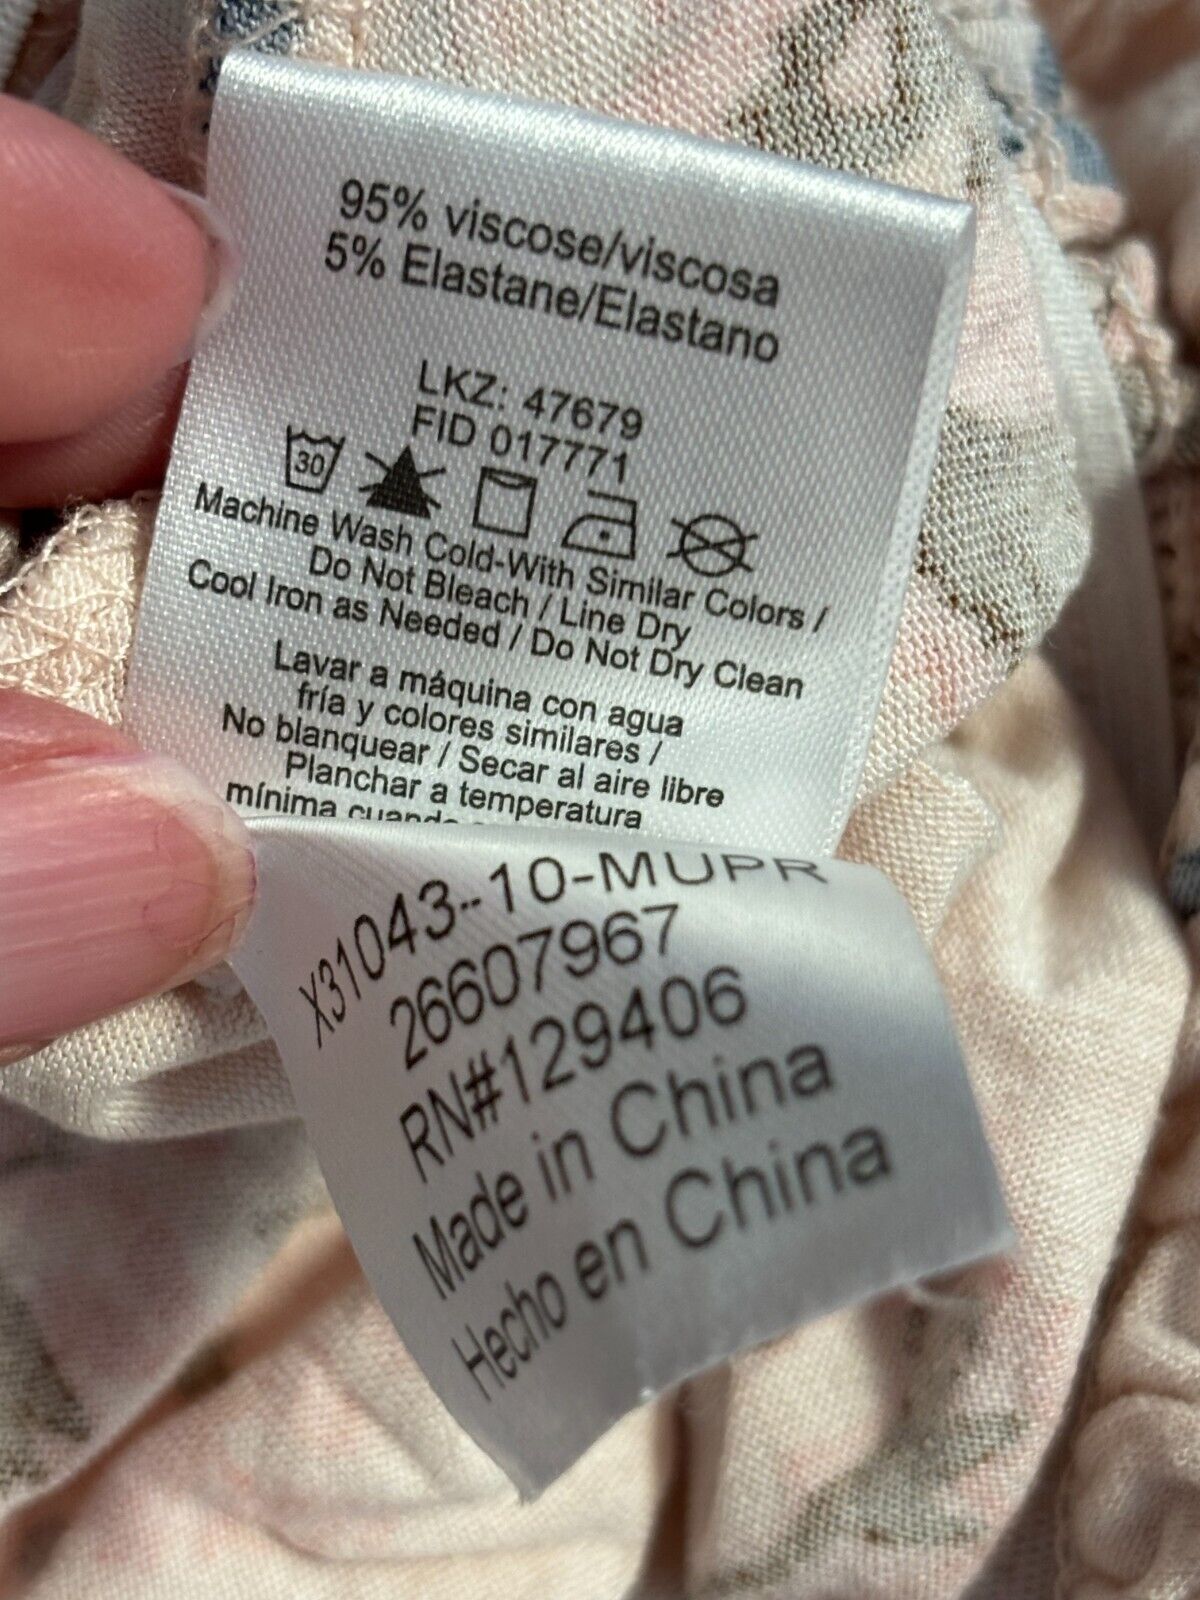 95% viscose/viscosa
5% Elastane/Elastano
LKZ: 47679
FID 017771
30
Machine Wash Cold-With Similar Colors /
Do Not Bleach / Line Dry
Cool Iron as Needed / Do Not Dry Clean
Lavar a máquina con agua
fría y colores similares /
No blanquear / Secar al aire libre
Planchar a temperatura
mínima
X31043--10-MUPR
26607967
RN#129406
Made in China
Hecho en China